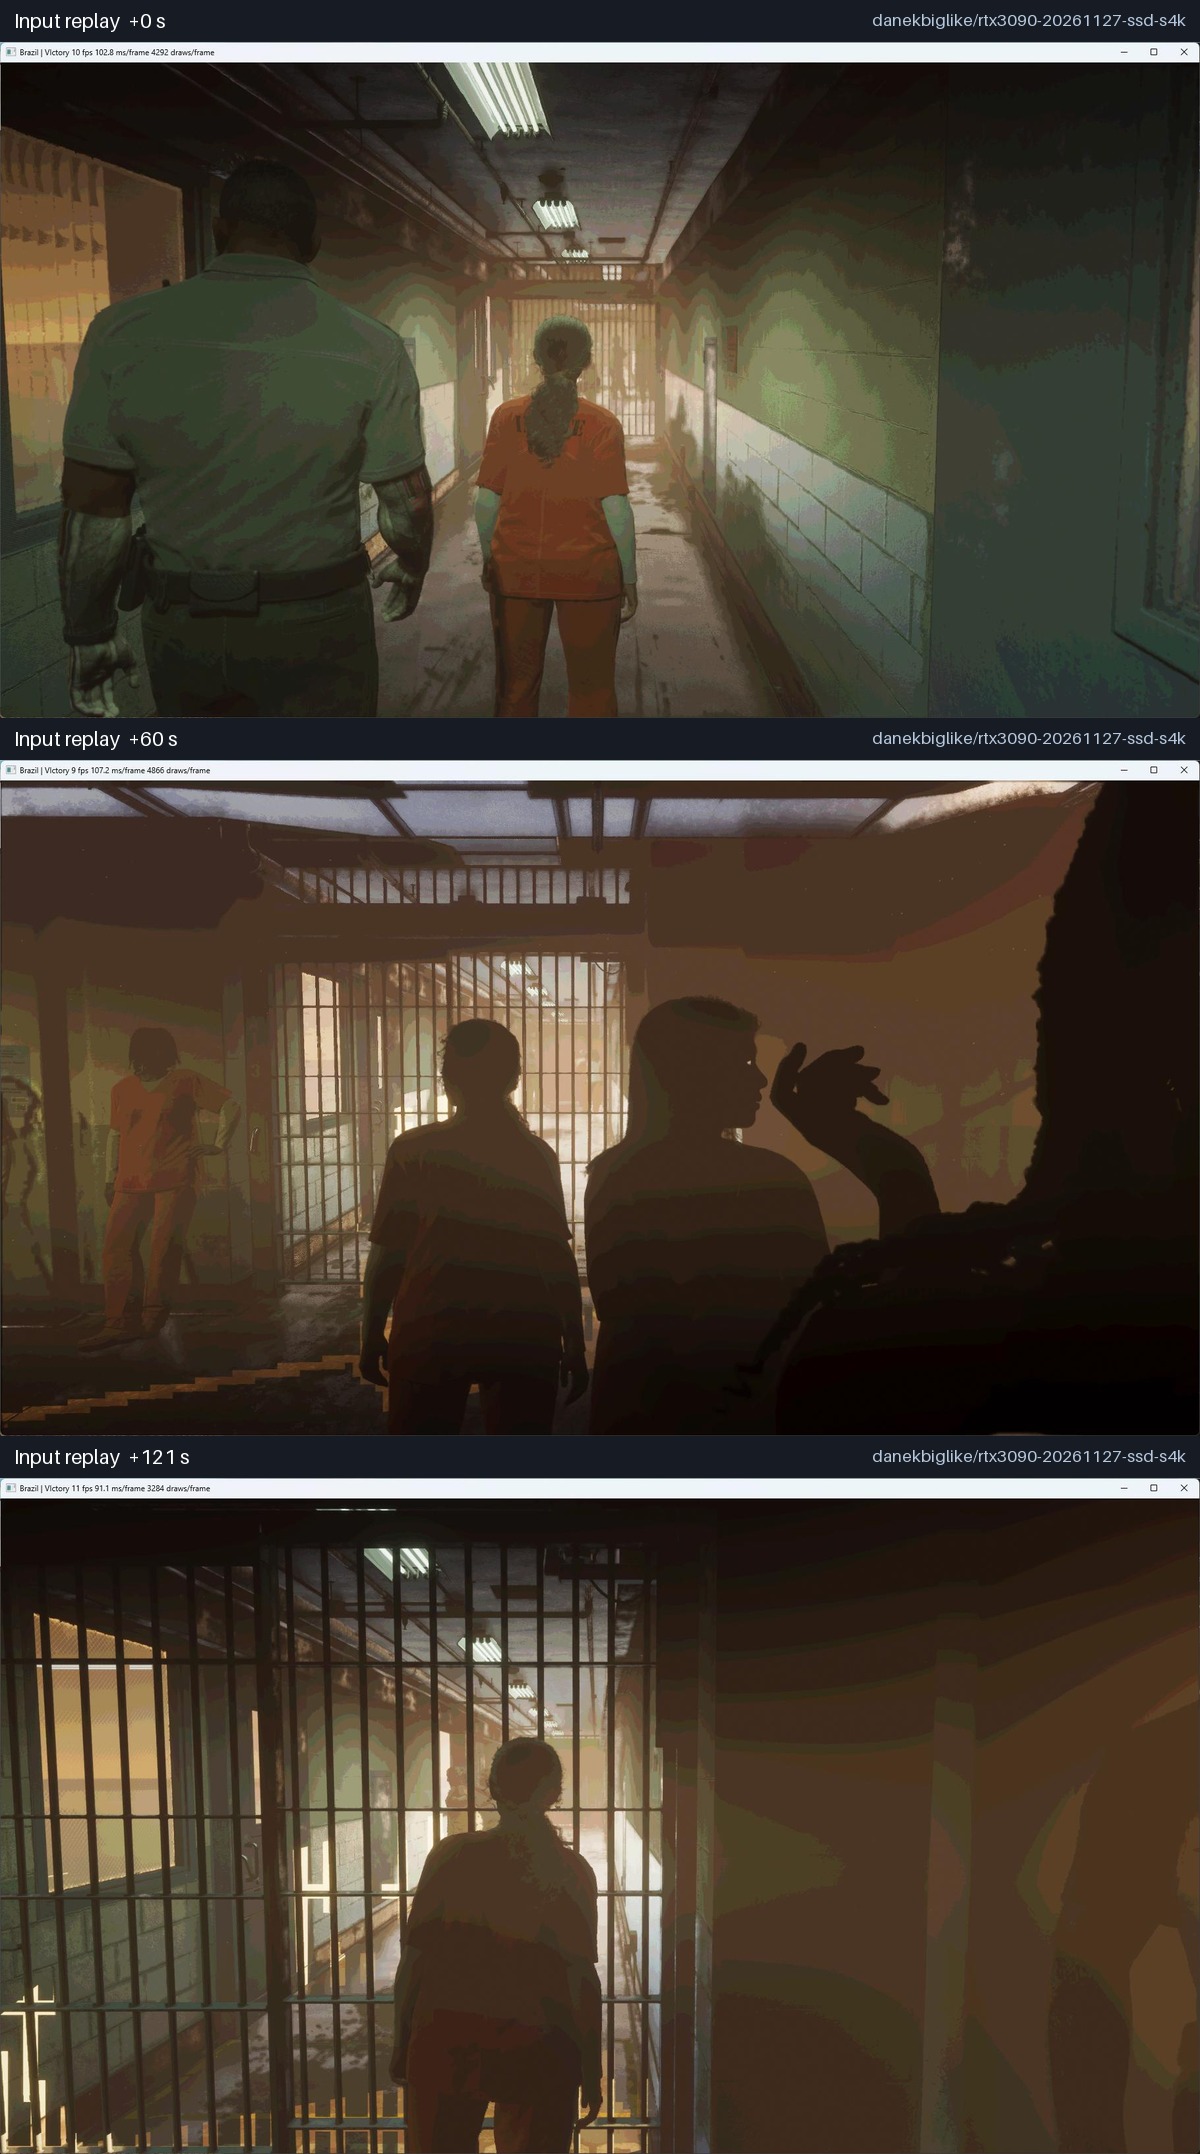 Input replay +0 s
danekbiglike/rtx3090-20261127-ssd-s4k
Brazil | VIctory 10 fps 102.8 ms/frame 4292 draws/frame
Input replay +60 s
danekbiglike/rtx3090-20261127-ssd-s4k
Brazil | VIctory 9 fps 107.2 ms/frame 4866 draws/frame
3
Input replay +121 s
danekbiglike/rtx3090-20261127-ssd-s4k
Brazil | VIctory 11 fps 91.1 ms/frame 3284 draws/frame